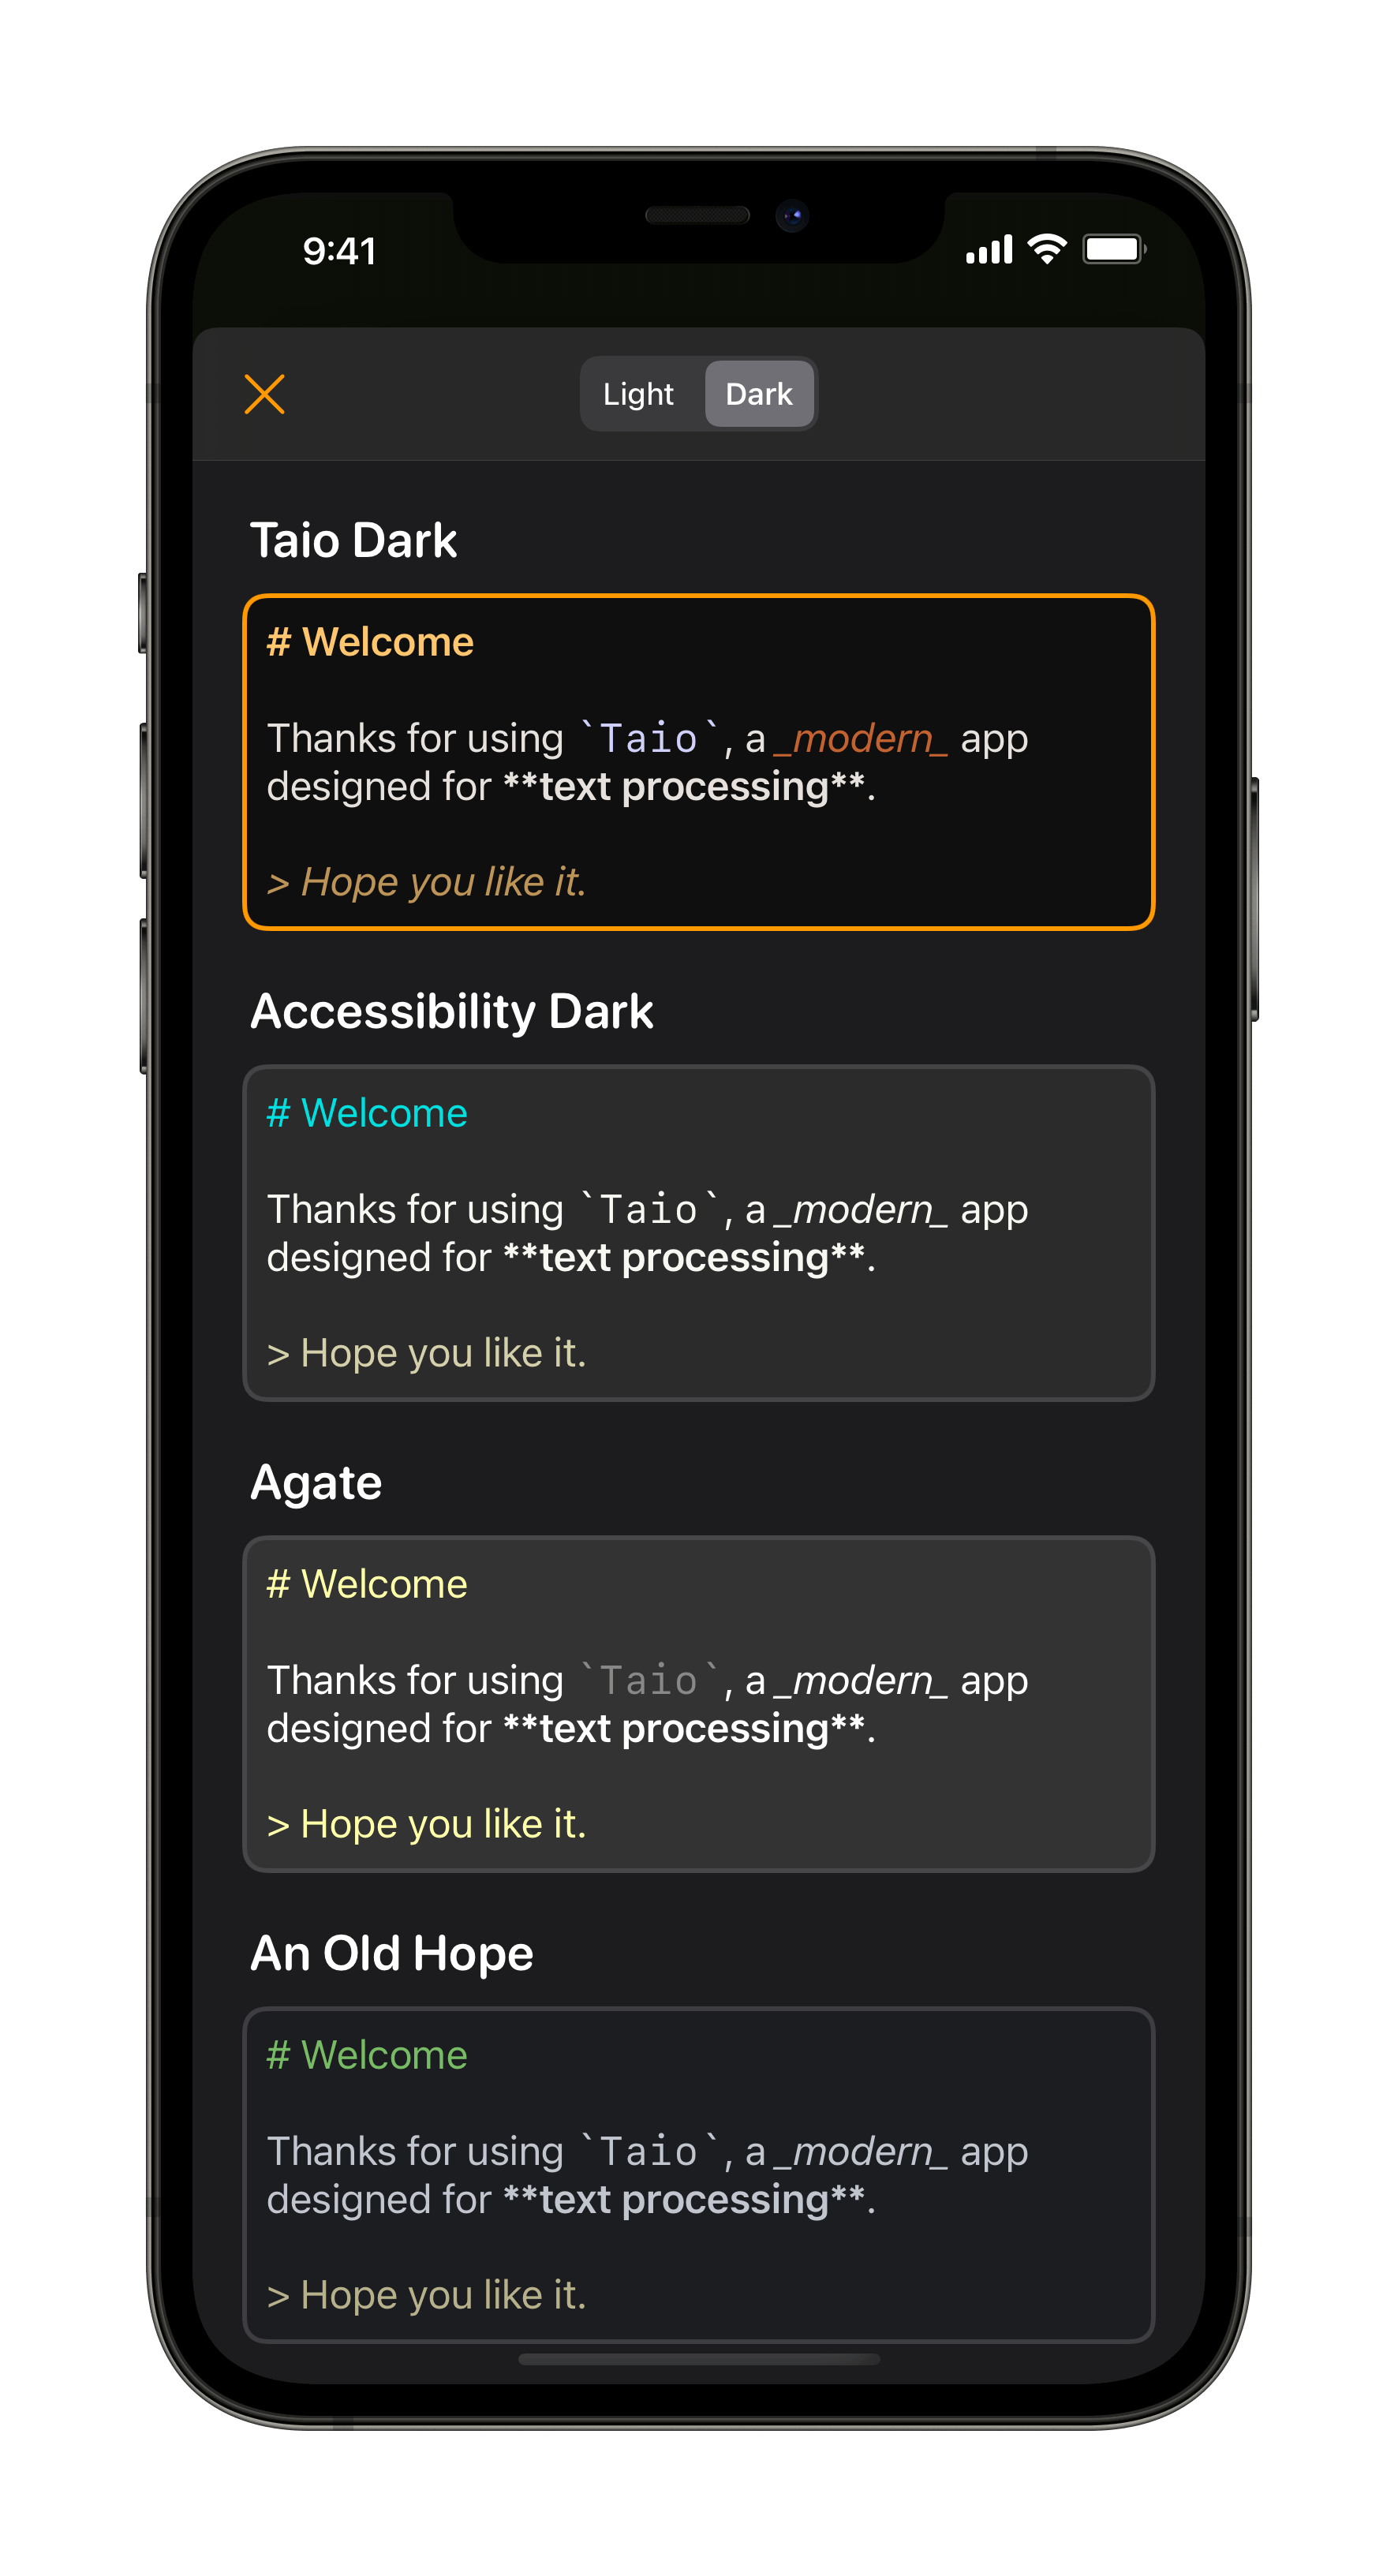 9:41
Light Dark
Taio Dark
# Welcome
Thanks for using `Taio`, a _modern_ app
designed for **text processing**.
> Hope you like it.
Accessibility Dark
# Welcome
Thanks for using `Taio`, a _modern_ app
designed for **text processing**.
> Hope you like it.
Agate
# Welcome
Thanks for using `Taio`, a _modern_ app
designed for **text processing**.
> Hope you like it.
An Old Hope
# Welcome
Thanks for using `Taio`, a _modern_ app
designed for **text processing**.
> Hope you like it.